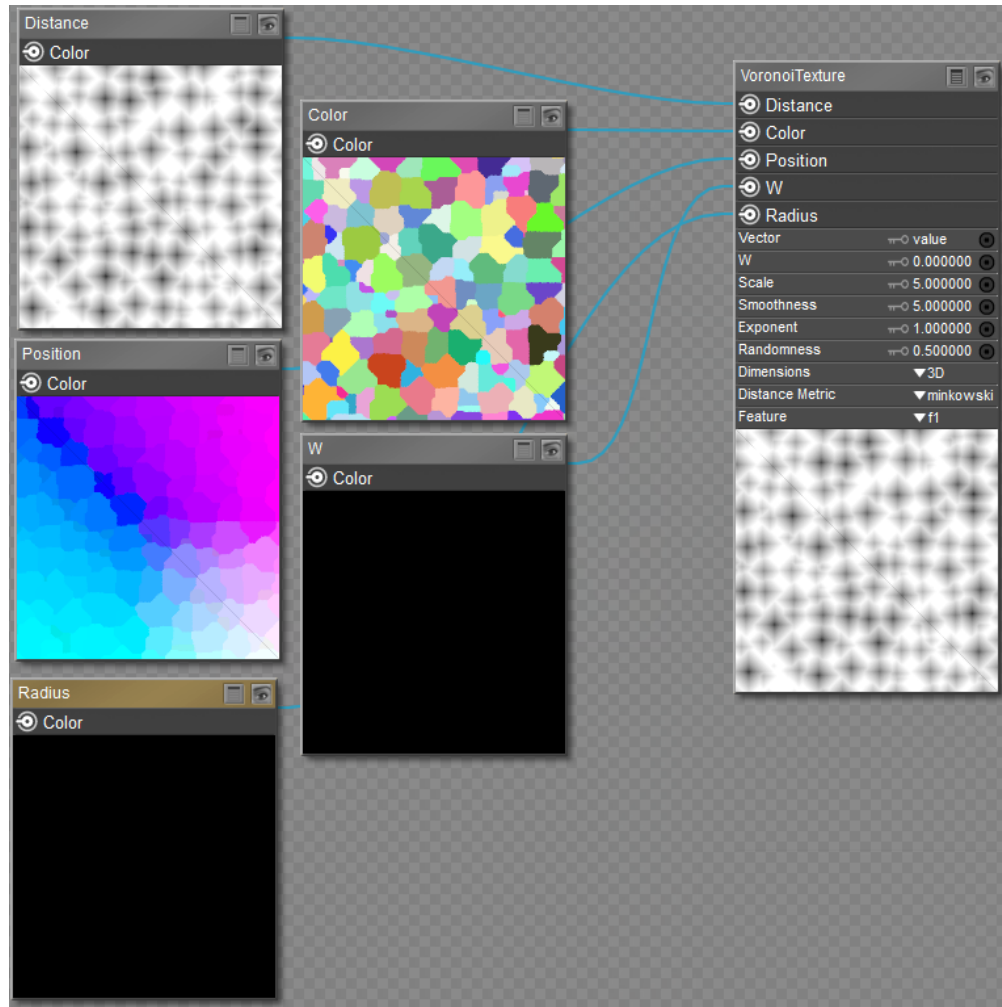 Distance
Color
Color
Color
Position
Color
W
Color
Radius
Color
VoronoiTexture
Distance
Color
Position
W
Radius
Vector value
W 0.000000
Scale 5.000000
Smoothness 5.000000
Exponent 1.000000
Randomness 0.500000
Dimensions 3D
Distance Metric minkowski
Feature f1